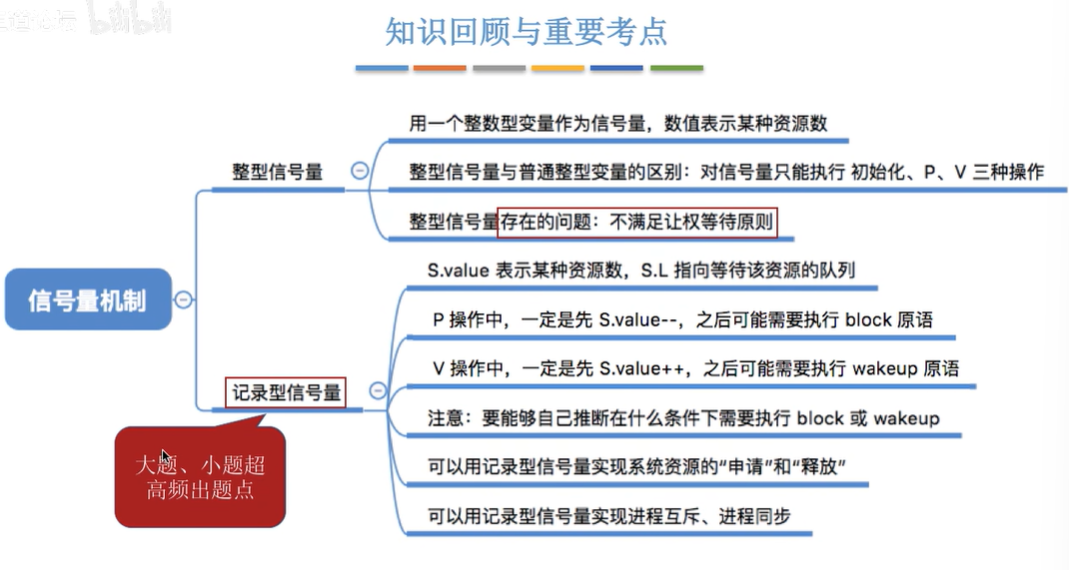 bilibili
知识回顾与重要考点
用一个整数型变量作为信号量，数值表示某种资源数
整型信号量
整型信号量与普通整型变量的区别：对信号量只能执行 初始化、P、V 三种操作
整型信号量存在的问题：不满足让权等待原则
信号量机制
S.value 表示某种资源数，S.L 指向等待该资源的队列
P 操作中，一定是先 S.value--，之后可能需要执行 block 原语
V 操作中，一定是先 S.value++，之后可能需要执行 wakeup 原语
记录型信号量
注意：要能够自己推断在什么条件下需要执行 block 或 wakeup
可以用记录型信号量实现系统资源的“申请”和“释放”
可以用记录型信号量实现进程互斥、进程同步
大题、小题超
高频出题点